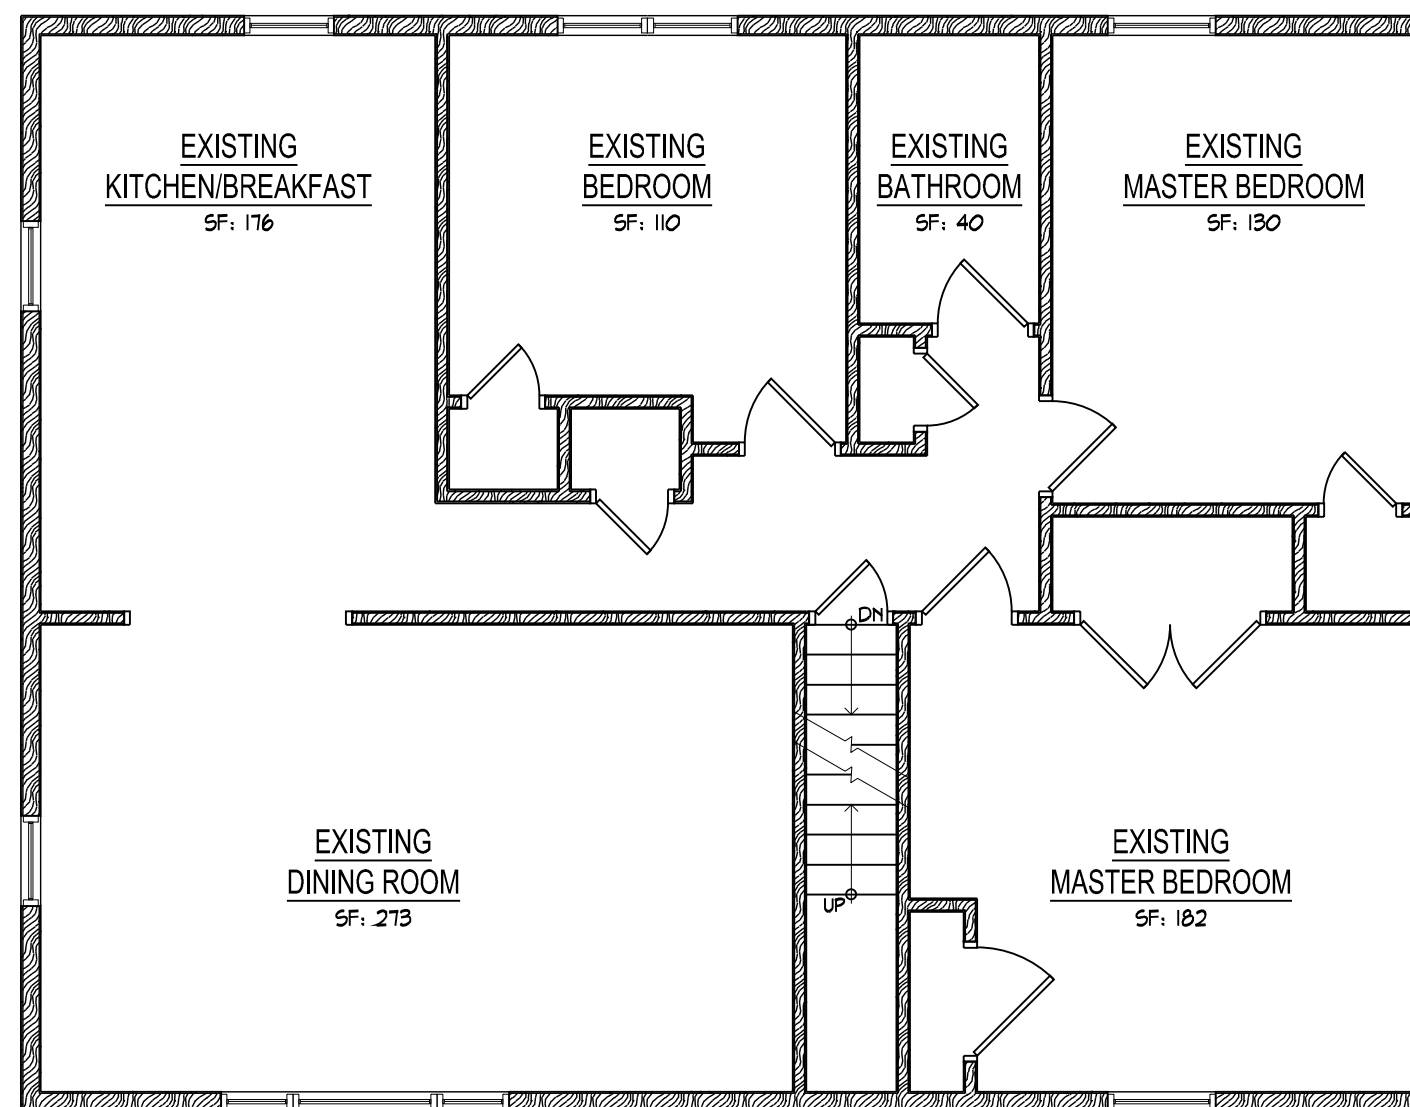 EXISTING
KITCHEN/BREAKFAST
SF: 176
EXISTING
BEDROOM
SF: 110
EXISTING
BATHROOM
SF: 40
EXISTING
MASTER BEDROOM
SF: 130
DN
EXISTING
DINING ROOM
SF: 273
UP
EXISTING
MASTER BEDROOM
SF: 182